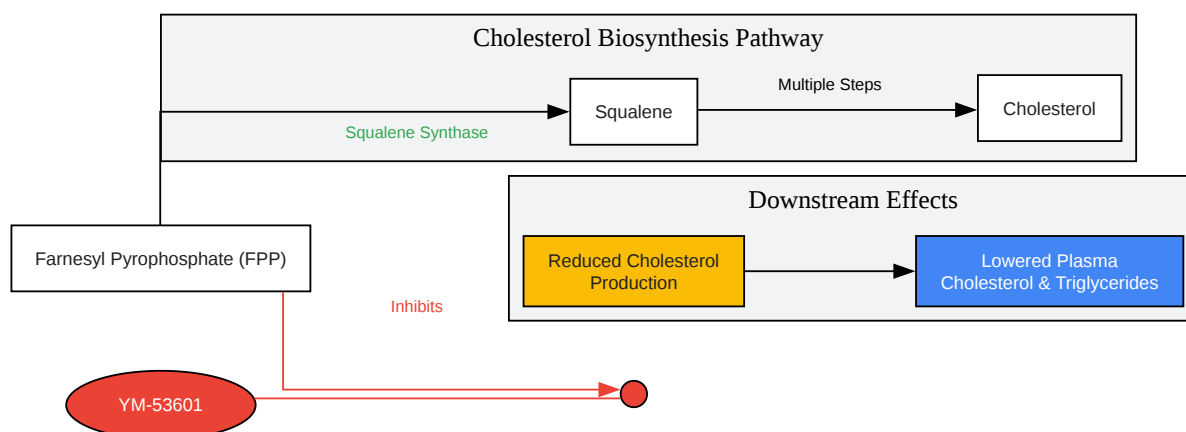 Cholesterol Biosynthesis Pathway
Multiple Steps
Squalene
Cholesterol
Squalene Synthase
Downstream Effects
Farnesyl Pyrophosphate (FPP)
Reduced Cholesterol
Production
Lowered Plasma
Cholesterol & Triglycerides
Inhibits
YM-53601